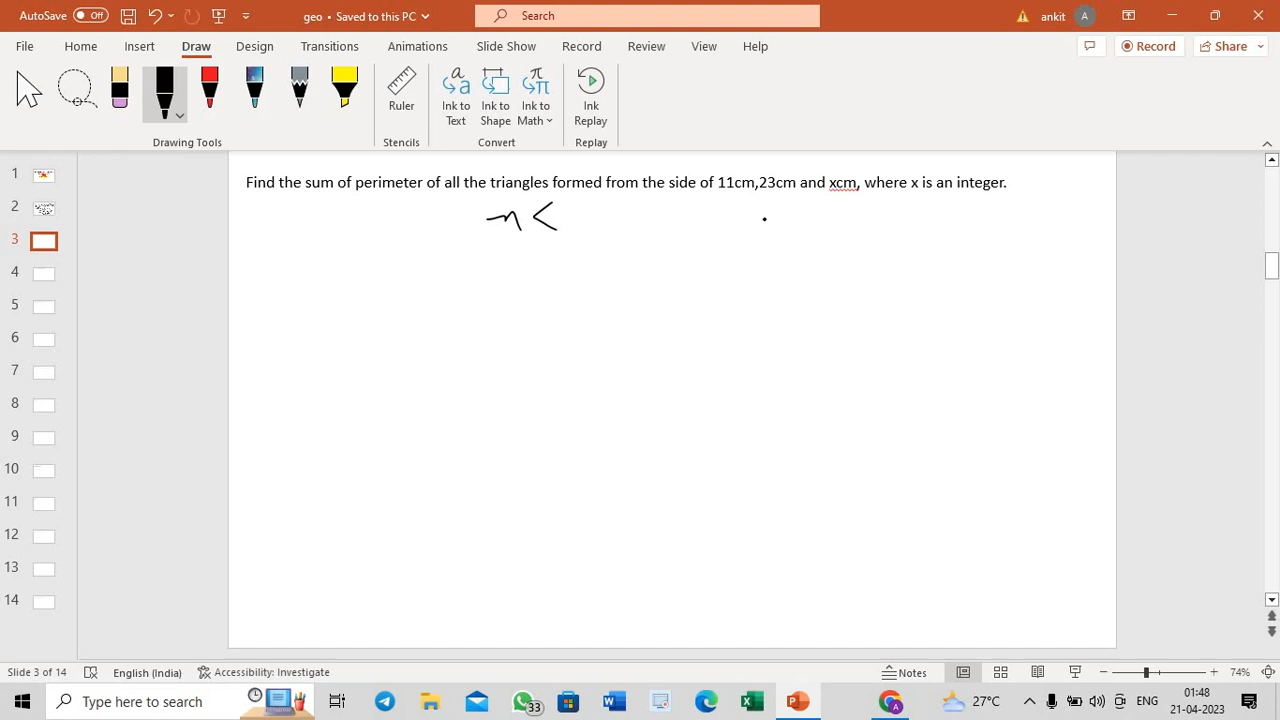 AutoSave Off geo • Saved to this PC Search ankit A
File Home Insert Draw Design Transitions Animations Slide Show Record Review View Help Record Share
Ruler Ink to Text Ink to Shape Ink to Math Ink Replay
Drawing Tools Stencils Convert Replay
1
2
3
4
5
6
7
8
9
10
11
12
13
14
Find the sum of perimeter of all the triangles formed from the side of 11cm,23cm and xcm, where x is an integer.
x <
Slide 3 of 14 English (India) Accessibility: Investigate Notes 74%
Type here to search 33 A 27°C ENG 01:48
21-04-2023 6